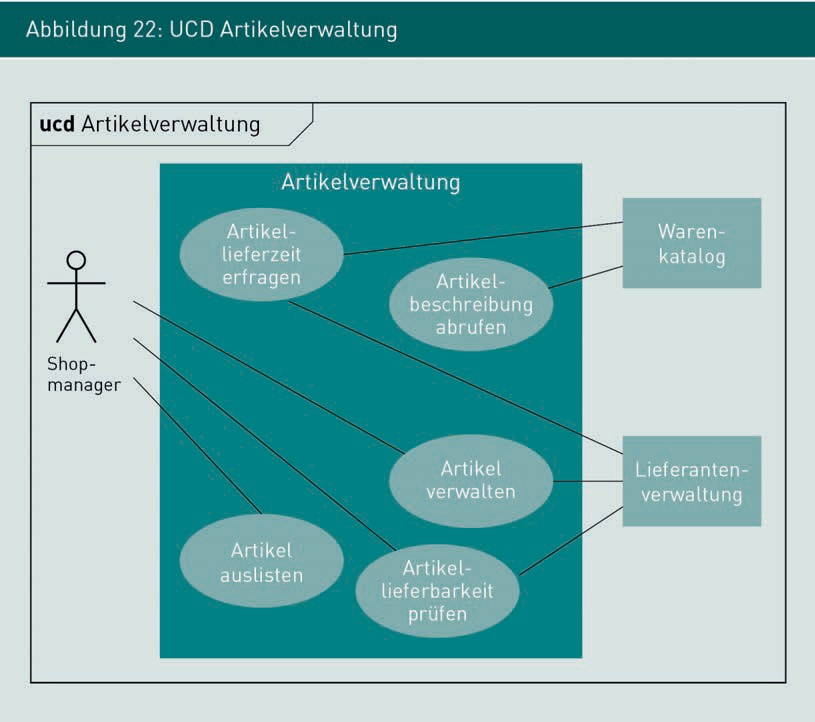 Abbildung 22: UCD Artikelverwaltung
ucd Artikelverwaltung
Artikelverwaltung
Artikel-
lieferzeit
erfragen
Waren-
katalog
Artikel-
beschreibung
abrufen
Shop-
manager
Artikel
verwalten
Lieferanten-
verwaltung
Artikel
auslisten
Artikel-
lieferbarkeit
prüfen